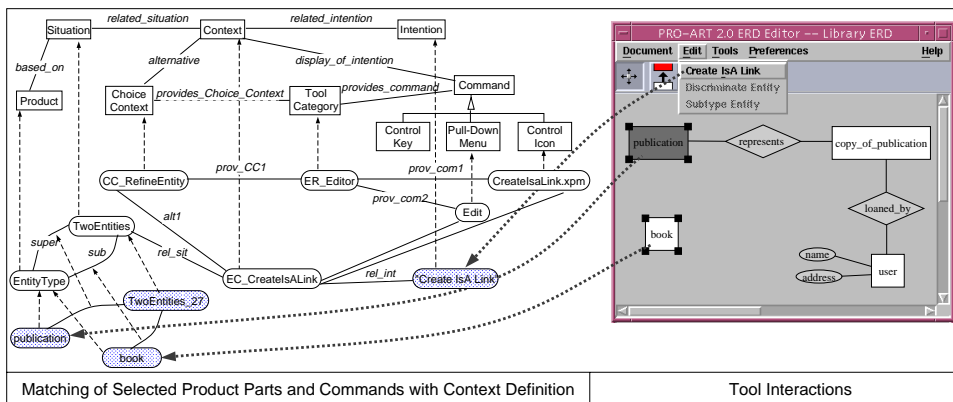 related_situation
related_intention
Situation
Context
Intention
based_on
alternative
display_of_intention
Product
Choice
Context
provides_Choice_Context
Tool
Category
provides_command
Command
Control
Key
Pull-Down
Menu
Control
Icon
CC_RefineEntity
prov_CC1
ER_Editor
prov_com1
CreateIsaLink.xpm
prov_com2
Edit
alt1
TwoEntities
super
sub
rel_sit
EntityType
EC_CreateIsALink
rel_int
"Create IsA Link"
TwoEntities_27
publication
book
PRO-ART 2.0 ERD Editor -- Library ERD
Document Edit Tools Preferences Help
Create IsA Link
Discriminate Entity
Subtype Entity
publication
represents
copy_of_publication
loaned_by
book
name
address
user
Matching of Selected Product Parts and Commands with Context Definition
Tool Interactions